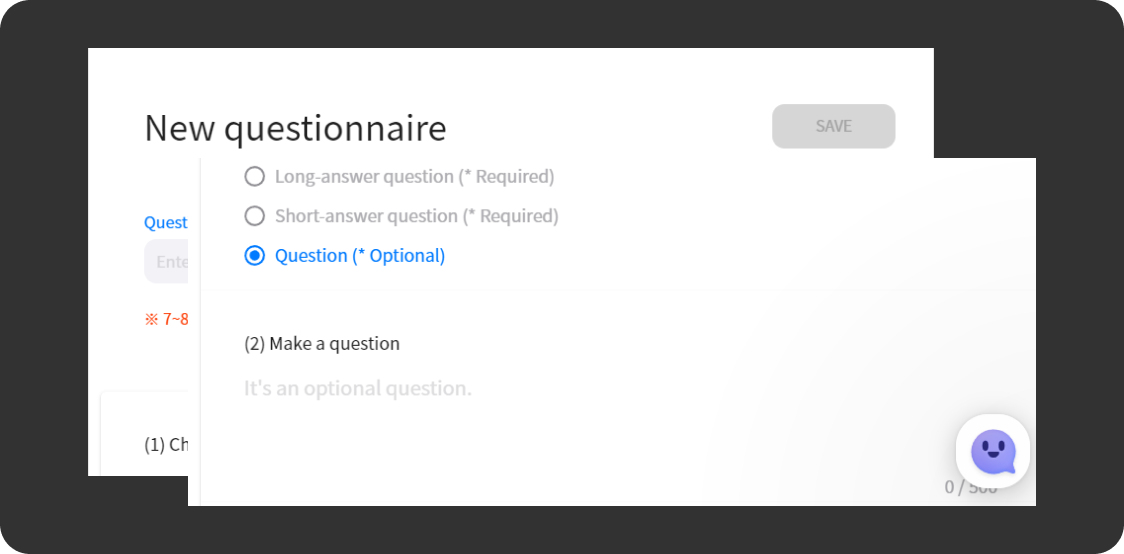 New questionnaire
SAVE
Long-answer question (* Required)
Short-answer question (* Required)
Question (* Optional)
Quest
Ente
※ 7~8
(2) Make a question
It's an optional question.
(1) Ch
0 / 500